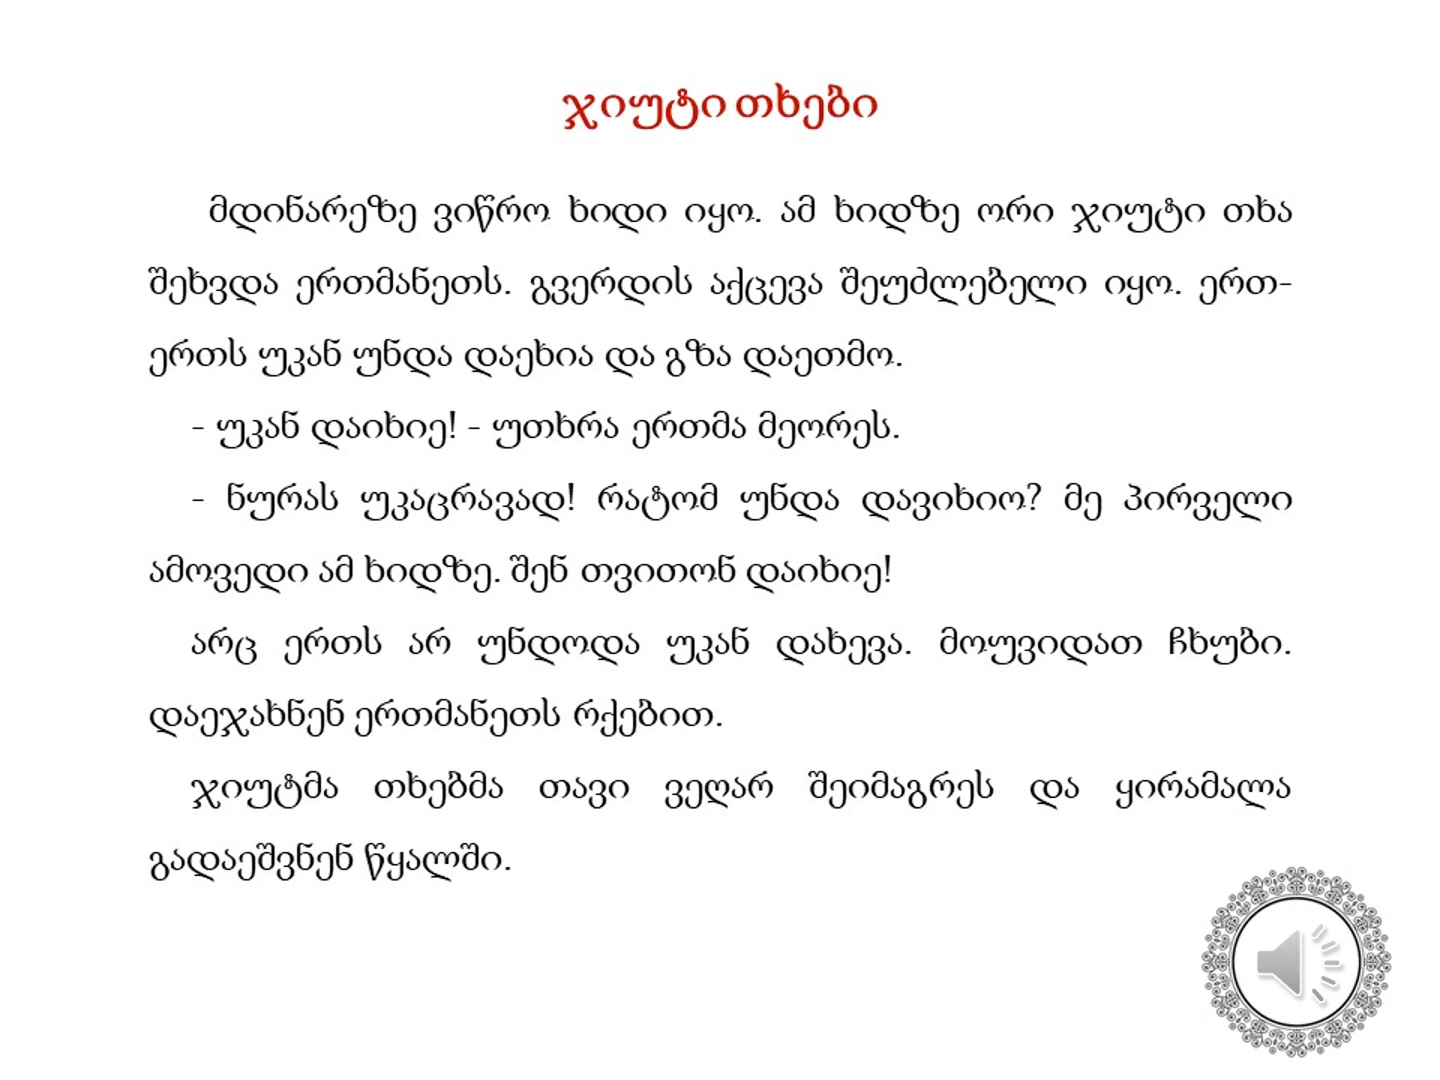 ჯიუტი თხები
მდინარეზე ვიწრო ხიდი იყო. ამ ხიდზე ორი ჯიუტი თხა
შეხვდა ერთმანეთს. გვერდის აქცევა შეუძლებელი იყო. ერთ-
ერთს უკან უნდა დაეხია და გზა დაეთმო.
- უკან დაიხიე! - უთხრა ერთმა მეორეს.
- ნურას უკაცრავად! რატომ უნდა დავიხიო? მე პირველი
ამოვედი ამ ხიდზე. შენ თვითონ დაიხიე!
არც ერთს არ უნდოდა უკან დახევა. მოუვიდათ ჩხუბი.
დაეჯახნენ ერთმანეთს რქებით.
ჯიუტმა თხებმა თავი ვეღარ შეიმაგრეს და ყირამალა
გადაეშვნენ წყალში.